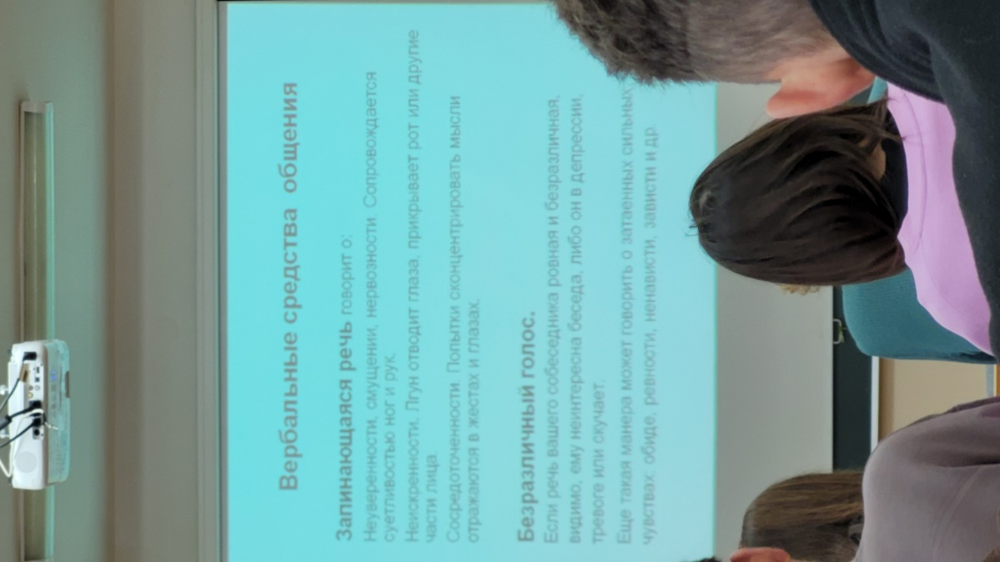 Вербальные средства общения
Запинающаяся речь говорит о:
Неуверенности, смущении, нервозности. Сопровождается
суетливостью ног и рук.
Неискренности. Лгун отводит глаза, прикрывает рот или другие
части лица.
Сосредоточенности. Попытки сконцентрировать мысли
отражаются в жестах и глазах.
Безразличный голос.
Если речь вашего собеседника ровная и безразличная,
видимо, ему неинтересна беседа, либо он в депрессии,
тревоге или скучает.
Еще такая манера может говорить о затаенных сильных
чувствах: обиде, ревности, ненависти, зависти и др.